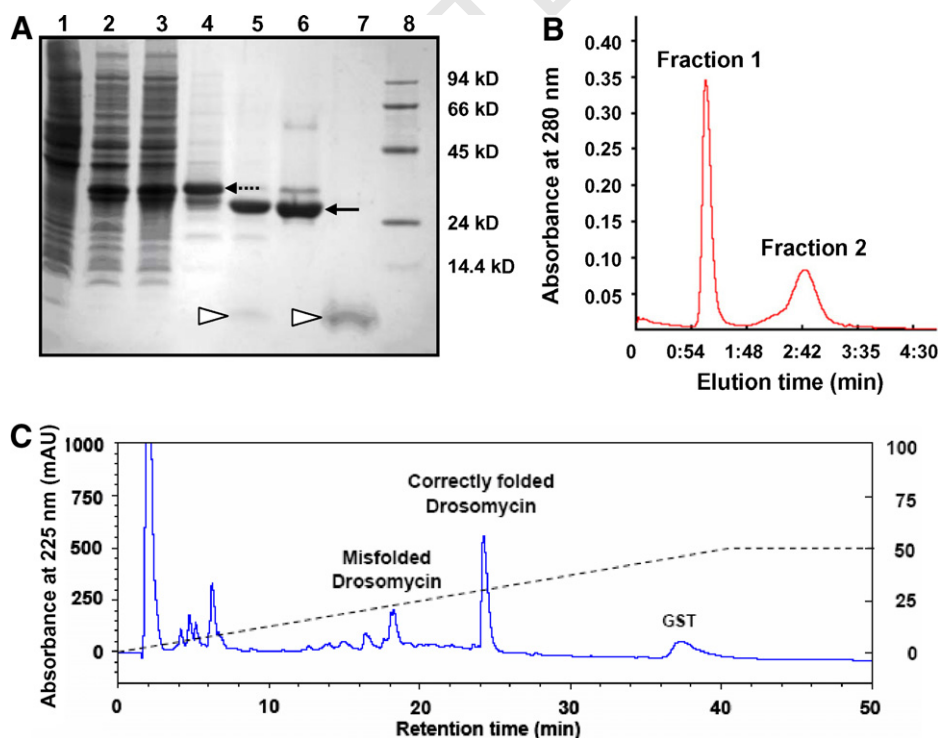 A
1 2 3 4 5 6 7 8
94 kD
66 kD
45 kD
24 kD
14.4 kD
B
Absorbance at 280 nm
0.40
0.35
0.30
0.25
0.20
0.15
0.10
0.05
Fraction 1
Fraction 2
0 0:54 1:48 2:42 3:35 4:30
Elution time (min)
C
Absorbance at 225 nm (mAU)
1000
750
500
250
0
Correctly folded
Drosomycin
Misfolded
Drosomycin
GST
100
75
50
25
0
0 10 20 30 40 50
Retention time (min)